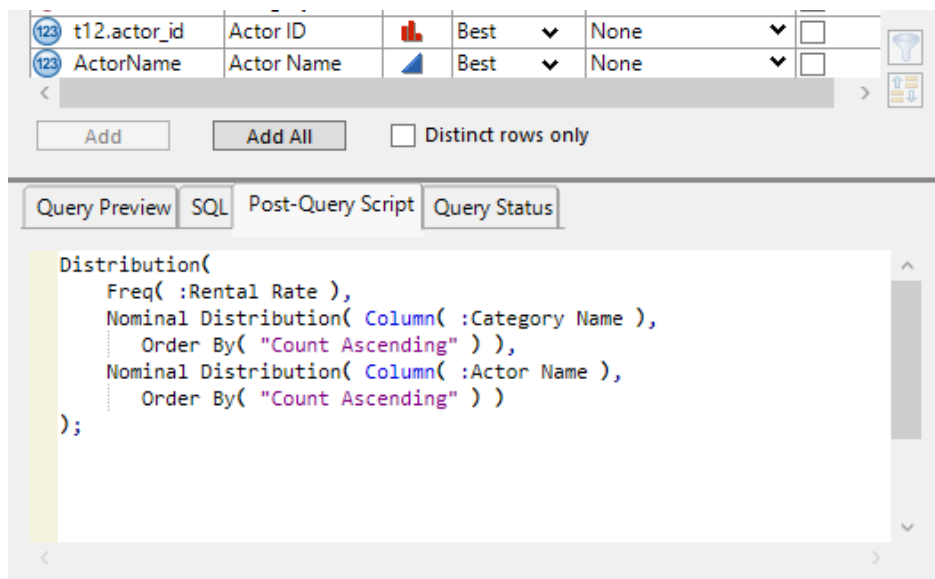 123 t12.actor_id Actor ID Best None
123 ActorName Actor Name Best None
Add Add All Distinct rows only
Query Preview SQL Post-Query Script Query Status
Distribution(
Freq( :Rental Rate ),
Nominal Distribution( Column( :Category Name ),
Order By( "Count Ascending" ) ),
Nominal Distribution( Column( :Actor Name ),
Order By( "Count Ascending" ) )
);